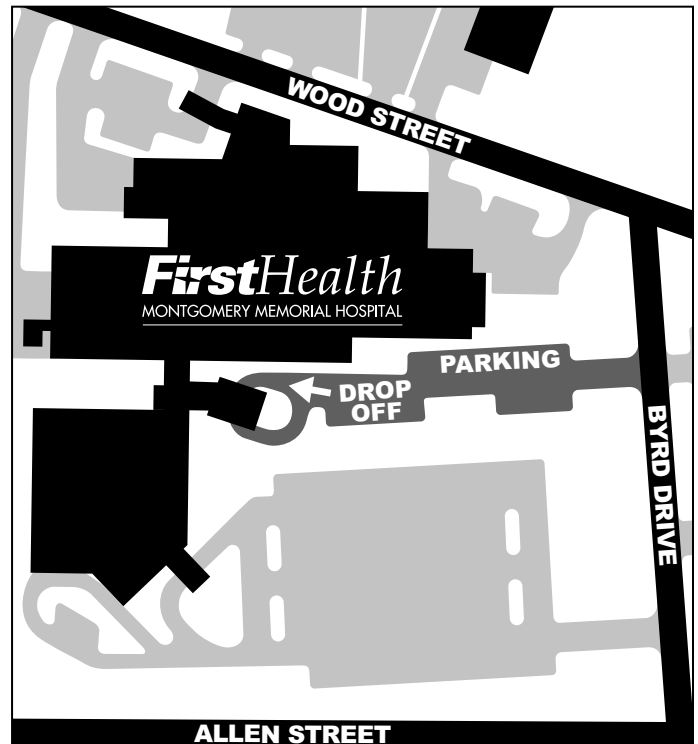 WOOD STREET
FirstHealth
MONTGOMERY MEMORIAL HOSPITAL
PARKING
DROP
OFF
BYRD DRIVE
ALLEN STREET